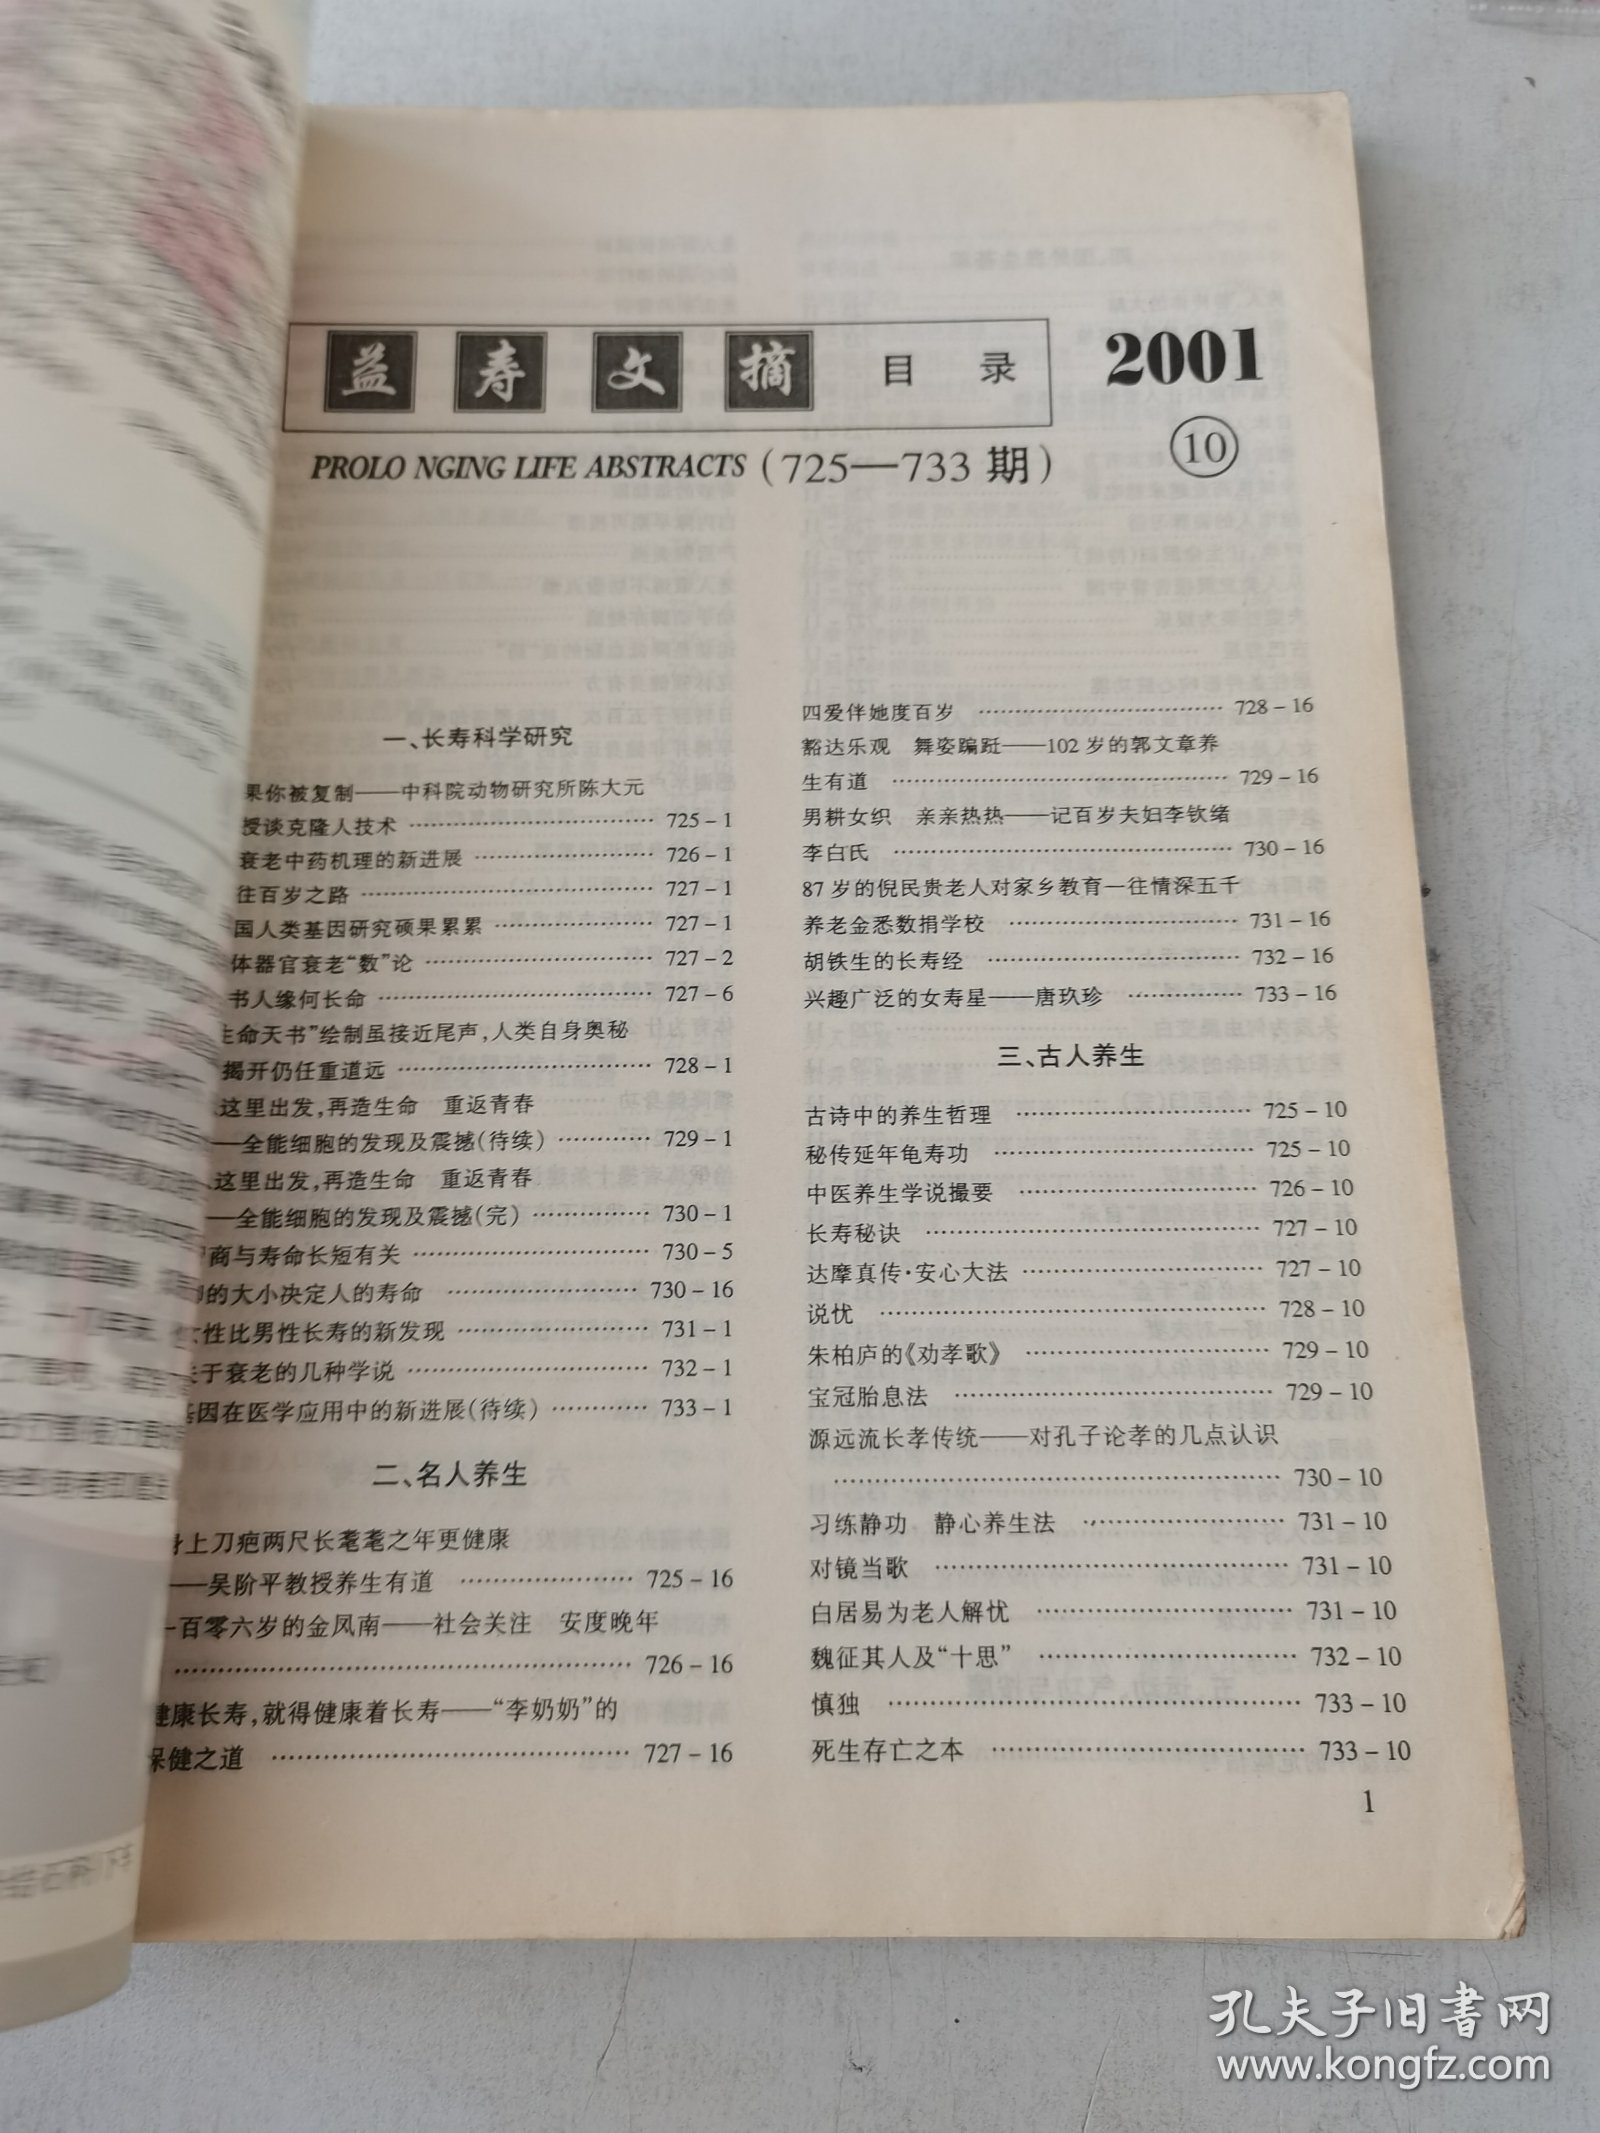 益寿文摘 目 录
2001
⑩
PROLO NGING LIFE ABSTRACTS（725—733 期）
一、长寿科学研究
果你被复制——中科院动物研究所陈大元
授谈克隆人技术 ………………………… 725－1
衰老中药机理的新进展 ………………… 726－1
往百岁之路 ……………………………… 727－1
国人类基因研究硕果累累 ……………… 727－1
体器官衰老“数”论 ……………………… 727－2
书人缘何长命 …………………………… 727－6
生命天书”绘制虽接近尾声，人类自身奥秘
揭开仍任重道远 ………………………… 728－1
这里出发，再造生命　重返青春
——全能细胞的发现及震撼(待续) ………… 729－1
这里出发，再造生命　重返青春
——全能细胞的发现及震撼(完) …………… 730－1
商与寿命长短有关 ……………………… 730－5
的大小决定人的寿命 …………………… 730－16
女性比男性长寿的新发现 ……………… 731－1
关于衰老的几种学说 …………………… 732－1
基因在医学应用中的新进展(待续) ………… 733－1
二、名人养生
身上刀疤两尺长耄耄之年更健康
——吴阶平教授养生有道 ……………… 725－16
一百零六岁的金凤南——社会关注　安度晚年
………………………………………… 726－16
健康长寿，就得健康着长寿——“李奶奶”的
保健之道 ………………………………… 727－16
四爱伴她度百岁 ………………………… 728－16
豁达乐观　舞姿蹁跹——102 岁的郭文章养
生有道 …………………………………… 729－16
男耕女织　亲亲热热——记百岁夫妇李钦绪
李白氏 …………………………………… 730－16
87 岁的倪民贵老人对家乡教育一往情深五千
养老金悉数捐学校 ……………………… 731－16
胡铁生的长寿经 ………………………… 732－16
兴趣广泛的女寿星——唐玖珍 …………… 733－16
三、古人养生
古诗中的养生哲理 ……………………… 725－10
秘传延年龟寿功 ………………………… 725－10
中医养生学说撮要 ……………………… 726－10
长寿秘诀 ………………………………… 727－10
达摩真传·安心大法 ……………………… 727－10
说忧 ……………………………………… 728－10
朱柏庐的《劝孝歌》 ……………………… 729－10
宝冠胎息法 ……………………………… 729－10
源远流长孝传统——对孔子论孝的几点认识
………………………………………… 730－10
习练静功　静心养生法 ………………… 731－10
对镜当歌 ………………………………… 731－10
白居易为老人解忧 ……………………… 731－10
魏征其人及“十思” ……………………… 732－10
慎独 ……………………………………… 733－10
死生存亡之本 …………………………… 733－10
1
孔夫子旧书网
www.kongfz.com